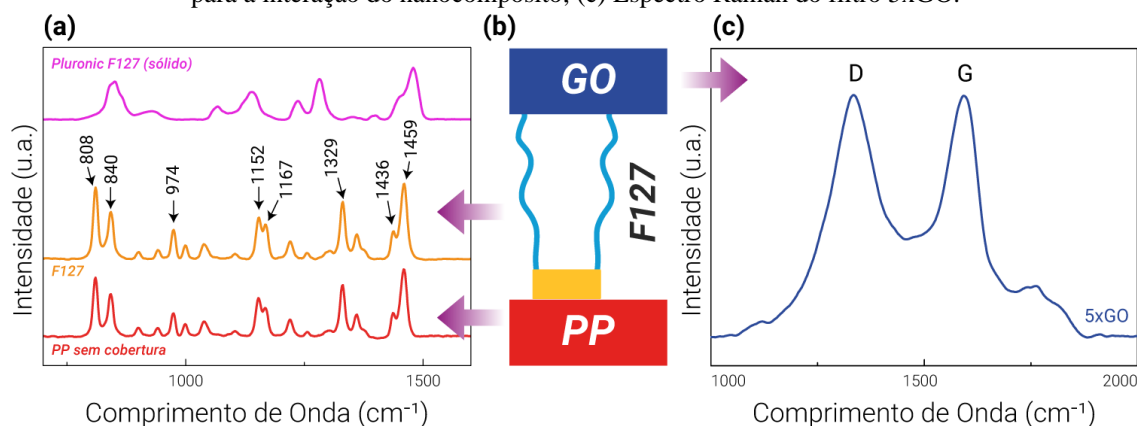 para a interação do nanocompósito; (c) Espectro Raman do filtro 5xGO.
(a)
Pluronic F127 (sólido)
808
840
974
1152
1167
1329
1436
1459
F127
PP sem cobertura
Intensidade (u.a.)
1000
1500
Comprimento de Onda (cm⁻¹)
(b)
GO
F127
PP
(c)
D
G
5xGO
Intensidade (u.a.)
1000
1500
2000
Comprimento de Onda (cm⁻¹)